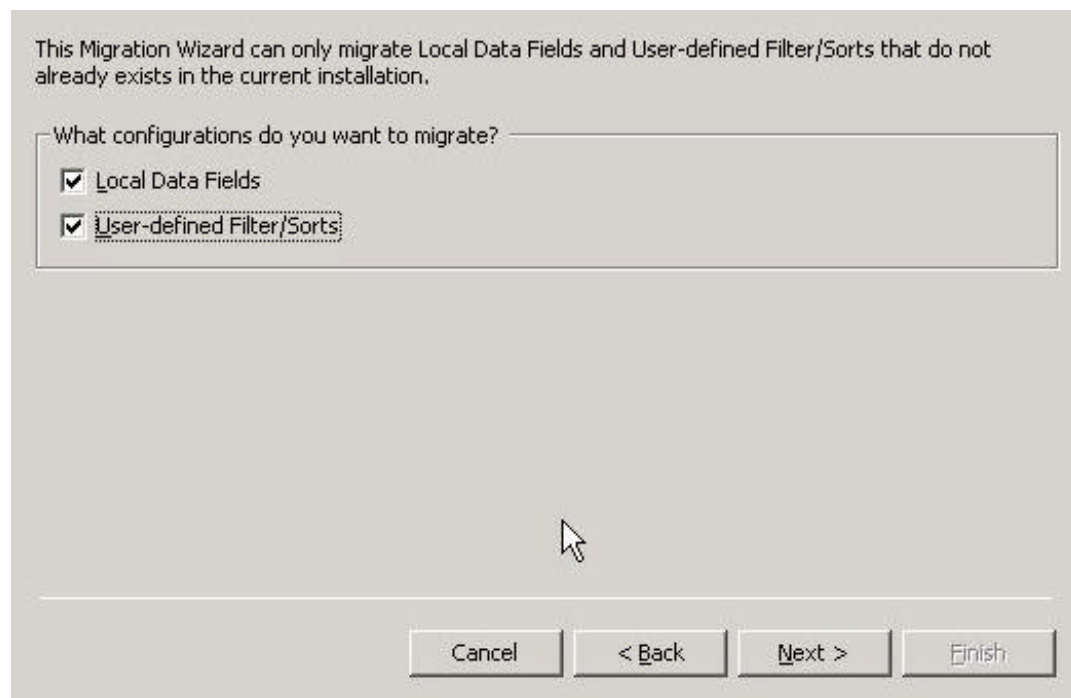 This Migration Wizard can only migrate Local Data Fields and User-defined Filter/Sorts that do not
already exists in the current installation.
What configurations do you want to migrate?
Local Data Fields
User-defined Filter/Sorts
Cancel
< Back
Next >
Finish